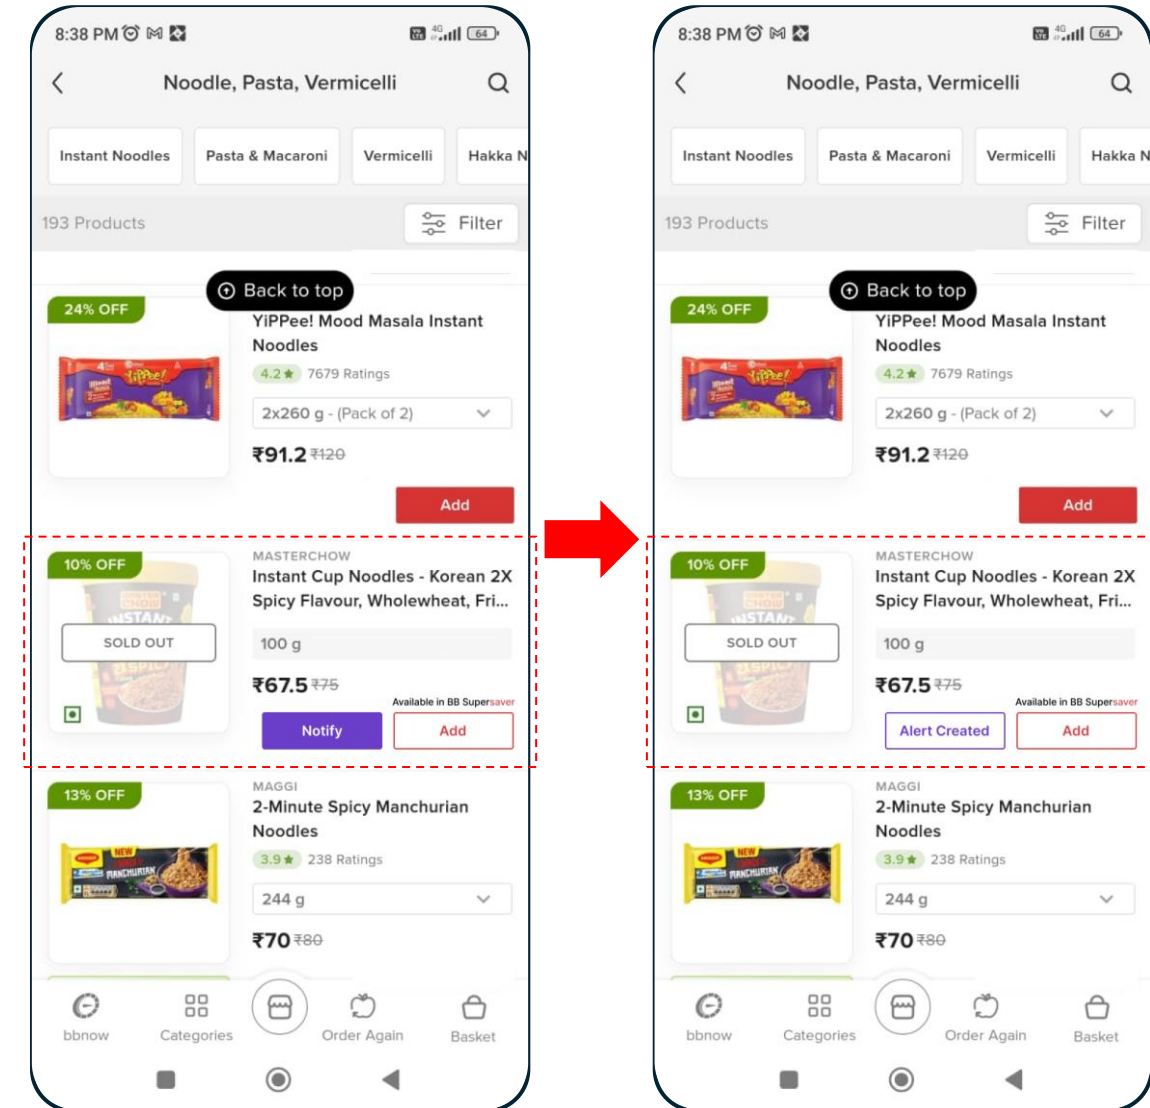 8:38 PM
4G
64
Noodle, Pasta, Vermicelli
Instant Noodles
Pasta & Macaroni
Vermicelli
Hakka N
193 Products
Filter
Back to top
24% OFF
YiPPee! Mood Masala Instant
Noodles
4.2★ 7679 Ratings
2x260 g - (Pack of 2)
₹91.2 ₹120
Add
10% OFF
SOLD OUT
MASTERCHOW
Instant Cup Noodles - Korean 2X
Spicy Flavour, Wholewheat, Fri...
100 g
₹67.5 ₹75
Available in BB Supersaver
Notify
Add
13% OFF
NEW
MANCHURIAN
MAGGI
2-Minute Spicy Manchurian
Noodles
3.9★ 238 Ratings
244 g
₹70 ₹80
bbnow
Categories
Order Again
Basket
8:38 PM
4G
64
Noodle, Pasta, Vermicelli
Instant Noodles
Pasta & Macaroni
Vermicelli
Hakka N
193 Products
Filter
Back to top
24% OFF
YiPPee! Mood Masala Instant
Noodles
4.2★ 7679 Ratings
2x260 g - (Pack of 2)
₹91.2 ₹120
Add
10% OFF
SOLD OUT
MASTERCHOW
Instant Cup Noodles - Korean 2X
Spicy Flavour, Wholewheat, Fri...
100 g
₹67.5 ₹75
Available in BB Supersaver
Alert Created
Add
13% OFF
NEW
MANCHURIAN
MAGGI
2-Minute Spicy Manchurian
Noodles
3.9★ 238 Ratings
244 g
₹70 ₹80
bbnow
Categories
Order Again
Basket